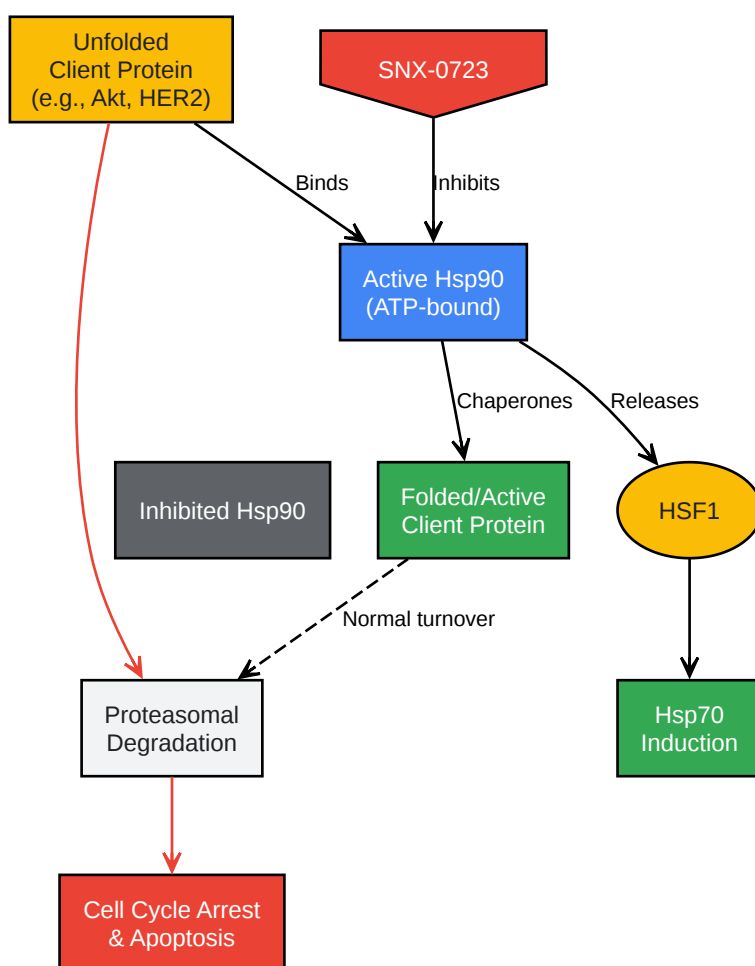 Unfolded
Client Protein
(e.g., Akt, HER2)
SNX-0723
Binds
Inhibits
Active Hsp90
(ATP-bound)
Chaperones
Releases
Inhibited Hsp90
Folded/Active
Client Protein
HSF1
Normal turnover
Proteasomal
Degradation
Hsp70
Induction
Cell Cycle Arrest
& Apoptosis